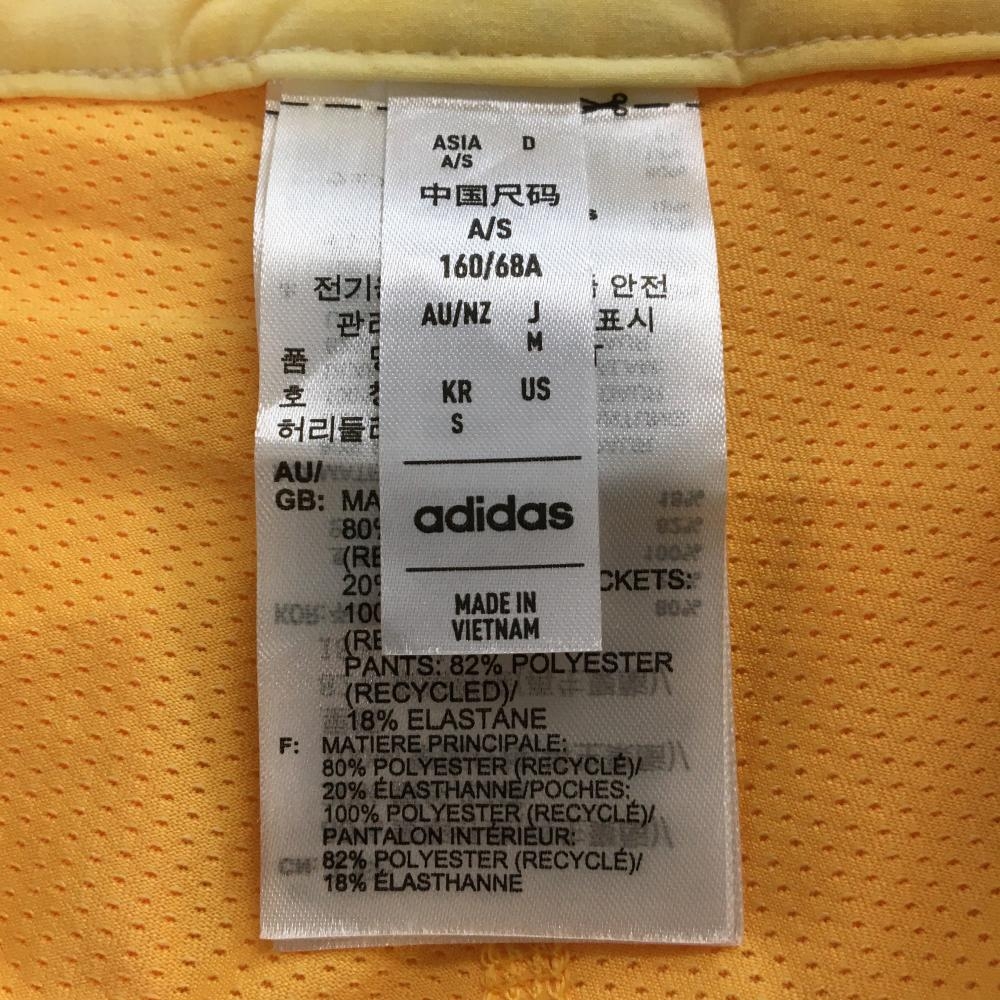 ASIA D
A/S
中国尺码
A/S
160/68A
AU/NZ J
M
KR US
S
adidas
MADE IN
VIETNAM
전기 안전
관리 표시
품
호
허리둘레
AU/
GB: MA
80%
(RE
20% CKETS:
100
(RE
PANTS: 82% POLYESTER
(RECYCLED)/
18% ELASTANE
F: MATIERE PRINCIPALE:
80% POLYESTER (RECYCLÉ)/
20% ÉLASTHANNE/POCHES:
100% POLYESTER (RECYCLÉ)/
PANTALON INTÉRIEUR:
82% POLYESTER (RECYCLÉ)/
18% ÉLASTHANNE